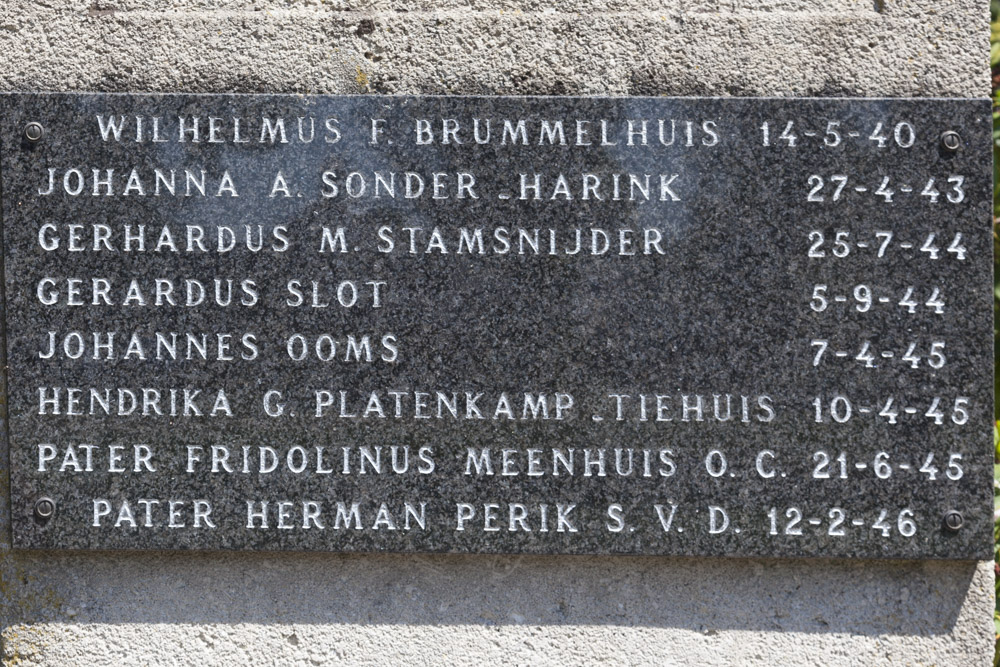 WILHELMUS F. BRUMMELHUIS 14-5-40
JOHANNA A. SONDER-HARINK 27-4-43
GERHARDUS M. STAMSNIJDER 25-7-44
GERARDUS SLOT 5-9-44
JOHANNES OOMS 7-4-45
HENDRIKA G. PLATENKAMP-TIEHUIS 10-4-45
PATER FRIDOLINUS MEENHUIS O. C. 21-6-45
PATER HERMAN PERIK S. V. D. 12-2-46